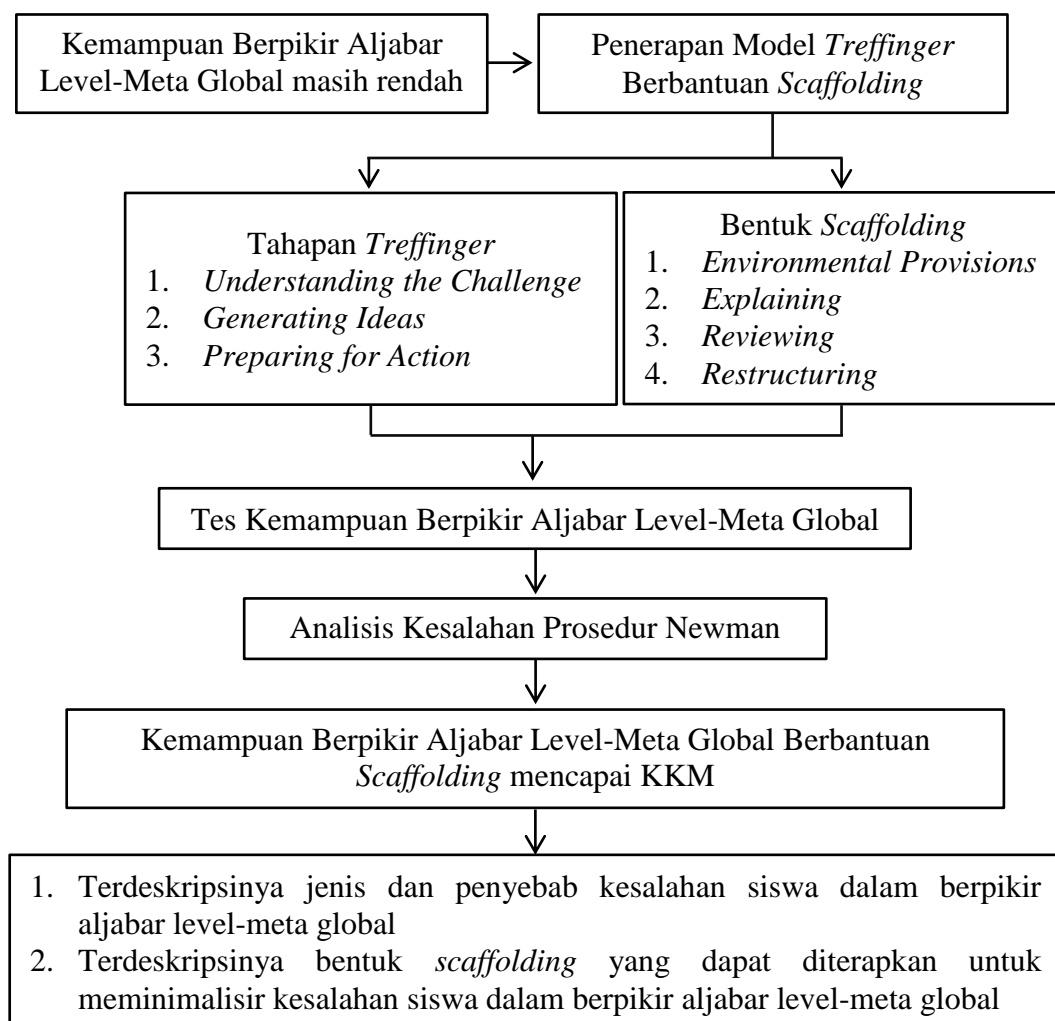 Kemampuan Berpikir Aljabar
Level-Meta Global masih rendah
Penerapan Model Treffinger
Berbantuan Scaffolding
Tahapan Treffinger
1. Understanding the Challenge
2. Generating Ideas
3. Preparing for Action
Bentuk Scaffolding
1. Environmental Provisions
2. Explaining
3. Reviewing
4. Restructuring
Tes Kemampuan Berpikir Aljabar Level-Meta Global
Analisis Kesalahan Prosedur Newman
Kemampuan Berpikir Aljabar Level-Meta Global Berbantuan
Scaffolding mencapai KKM
1. Terdeskripsinya jenis dan penyebab kesalahan siswa dalam berpikir
aljabar level-meta global
2. Terdeskripsinya bentuk scaffolding yang dapat diterapkan untuk
meminimalisir kesalahan siswa dalam berpikir aljabar level-meta global